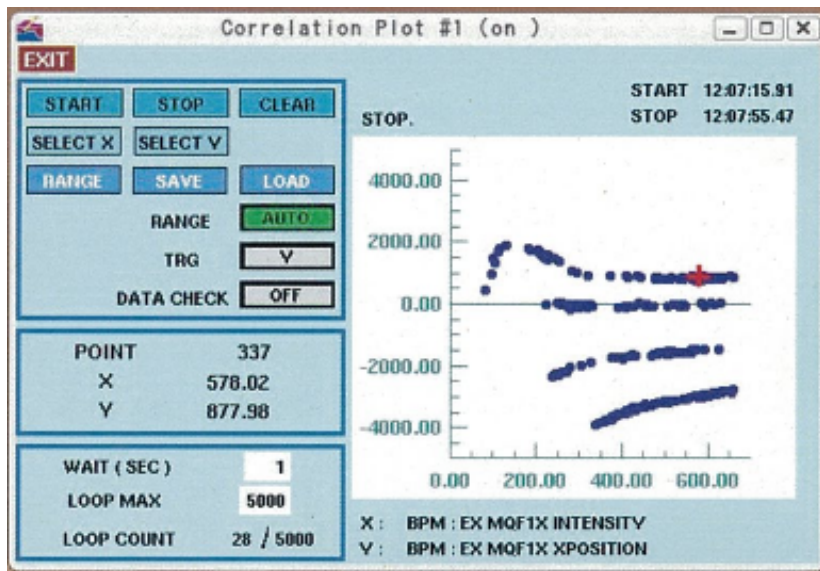 Correlation Plot #1 (on )
EXIT
START STOP CLEAR
SELECT X SELECT Y
RANGE SAVE LOAD
RANGE AUTO
TRG Y
DATA CHECK OFF
POINT 337
X 578.02
Y 877.98
WAIT ( SEC ) 1
LOOP MAX 5000
LOOP COUNT 28 / 5000
START 12:07:15.91
STOP. STOP 12:07:55.47
4000.00
2000.00
0.00
-2000.00
-4000.00
0.00 200.00 400.00 600.00
X : BPM : EX MQF1X INTENSITY
Y : BPM : EX MQF1X XPOSITION